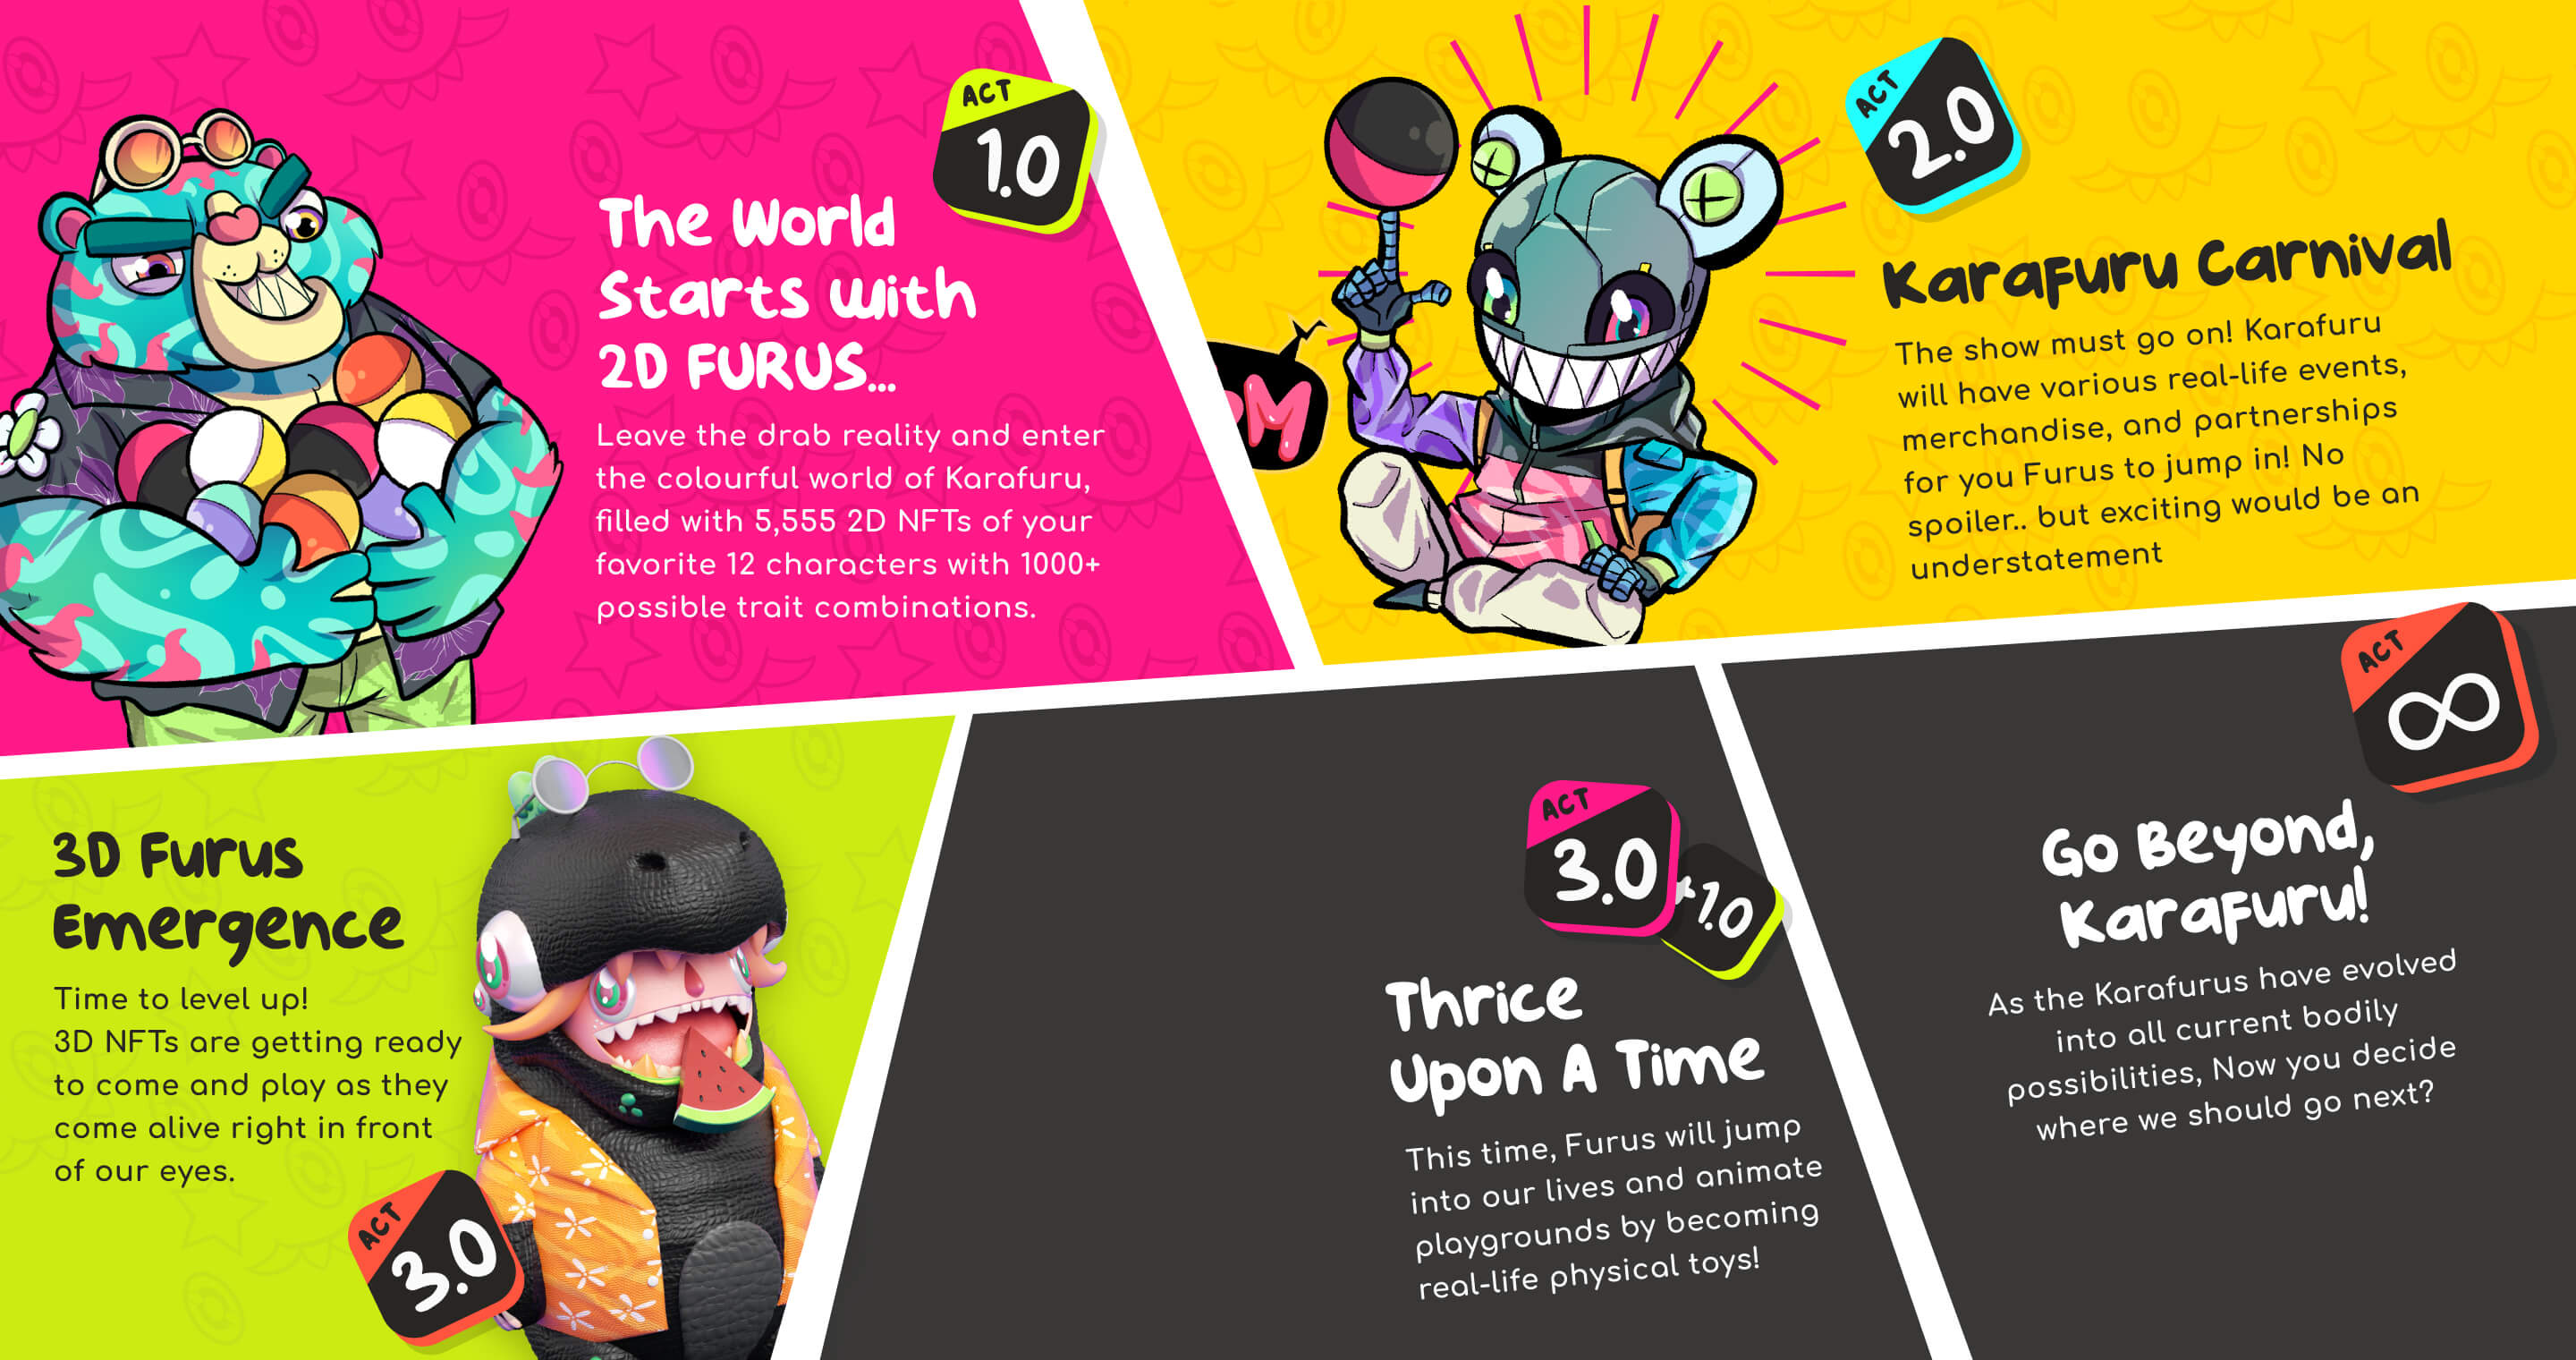 ACT
1.0
The World
Starts with
2D FURUS...
Leave the drab reality and enter
the colourful world of Karafuru,
filled with 5,555 2D NFTs of your
favorite 12 characters with 1000+
possible trait combinations.
ACT
2.0
Karafuru Carnival
The show must go on! Karafuru
will have various real-life events,
merchandise, and partnerships
for you Furus to jump in! No
spoiler.. but exciting would be an
understatement
3D Furus
Emergence
Time to level up!
3D NFTs are getting ready
to come and play as they
come alive right in front
of our eyes.
ACT
3.0
ACT
3.0
+1.0
Thrice
Upon A Time
This time, Furus will jump
into our lives and animate
playgrounds by becoming
real-life physical toys!
ACT
∞
Go Beyond,
Karafuru!
As the Karafurus have evolved
into all current bodily
possibilities, Now you decide
where we should go next?